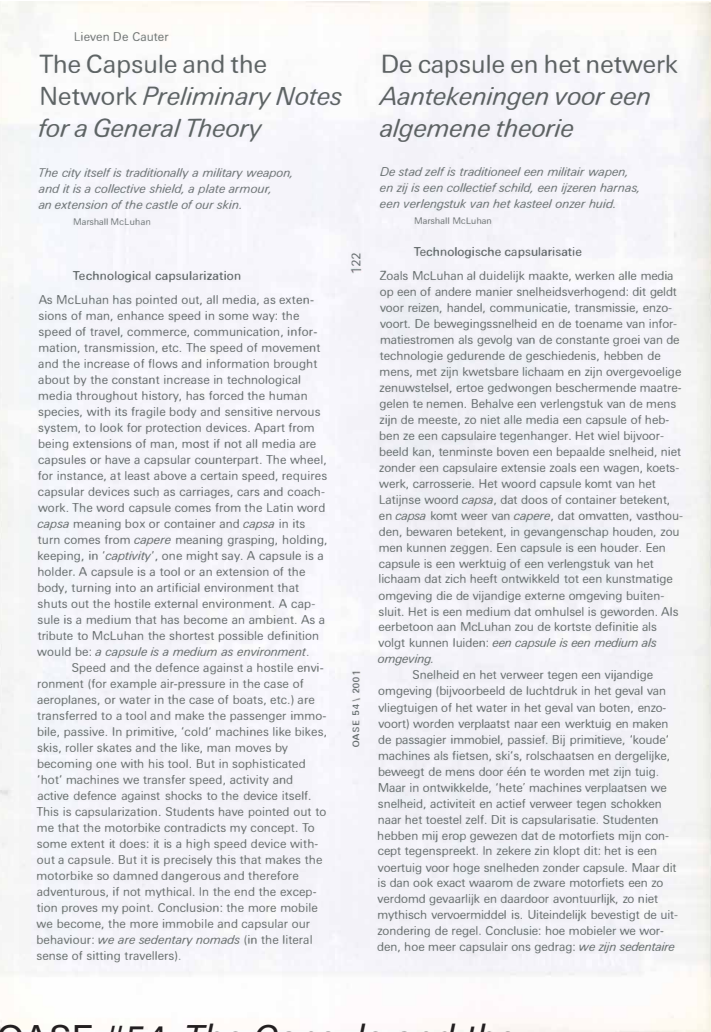 Lieven De Cauter
The Capsule and the
Network Preliminary Notes
for a General Theory
The city itself is traditionally a military weapon,
and it is a collective shield, a plate armour,
an extension of the castle of our skin.
Marshall McLuhan
Technological capsularization
As McLuhan has pointed out, all media, as exten-
sions of man, enhance speed in some way: the
speed of travel, commerce, communication, infor-
mation, transmission, etc. The speed of movement
and the increase of flows and information brought
about by the constant increase in technological
media throughout history, has forced the human
species, with its fragile body and sensitive nervous
system, to look for protection devices. Apart from
being extensions of man, most if not all media are
capsules or have a capsular counterpart. The wheel,
for instance, at least above a certain speed, requires
capsular devices such as carriages, cars and coach-
work. The word capsule comes from the Latin word
capsa meaning box or container and capsa in its
turn comes from capere meaning grasping, holding,
keeping, in 'captivity', one might say. A capsule is a
holder. A capsule is a tool or an extension of the
body, turning into an artificial environment that
shuts out the hostile external environment. A cap-
sule is a medium that has become an ambient. As a
tribute to McLuhan the shortest possible definition
would be: a capsule is a medium as environment.
Speed and the defence against a hostile envi-
ronment (for example air-pressure in the case of
aeroplanes, or water in the case of boats, etc.) are
transferred to a tool and make the passenger immo-
bile, passive. In primitive, 'cold' machines like bikes,
skis, roller skates and the like, man moves by
becoming one with his tool. But in sophisticated
'hot' machines we transfer speed, activity and
active defence against shocks to the device itself.
This is capsularization. Students have pointed out to
me that the motorbike contradicts my concept. To
some extent it does: it is a high speed device with-
out a capsule. But it is precisely this that makes the
motorbike so damned dangerous and therefore
adventurous, if not mythical. In the end the excep-
tion proves my point. Conclusion: the more mobile
we become, the more immobile and capsular our
behaviour: we are sedentary nomads (in the literal
sense of sitting travellers).
122
OASE 54 \ 2001
De capsule en het netwerk
Aantekeningen voor een
algemene theorie
De stad zelf is traditioneel een militair wapen,
en zij is een collectief schild, een ijzeren harnas,
een verlengstuk van het kasteel onzer huid.
Marshall McLuhan
Technologische capsularisatie
Zoals McLuhan al duidelijk maakte, werken alle media
op een of andere manier snelheidsverhogend: dit geldt
voor reizen, handel, communicatie, transmissie, enzo-
voort. De bewegingssnelheid en de toename van infor-
matiestromen als gevolg van de constante groei van de
technologie gedurende de geschiedenis, hebben de
mens, met zijn kwetsbare lichaam en zijn overgevoelige
zenuwstelsel, ertoe gedwongen beschermende maatre-
gelen te nemen. Behalve een verlengstuk van de mens
zijn de meeste, zo niet alle media een capsule of heb-
ben ze een capsulaire tegenhanger. Het wiel bijvoor-
beeld kan, tenminste boven een bepaalde snelheid, niet
zonder een capsulaire extensie zoals een wagen, koets-
werk, carrosserie. Het woord capsule komt van het
Latijnse woord capsa, dat doos of container betekent,
en capsa komt weer van capere, dat omvatten, vasthou-
den, bewaren betekent, in gevangenschap houden, zou
men kunnen zeggen. Een capsule is een houder. Een
capsule is een werktuig of een verlengstuk van het
lichaam dat zich heeft ontwikkeld tot een kunstmatige
omgeving die de vijandige externe omgeving buiten-
sluit. Het is een medium dat omhulsel is geworden. Als
eerbetoon aan McLuhan zou de kortste definitie als
volgt kunnen luiden: een capsule is een medium als
omgeving.
Snelheid en het verweer tegen een vijandige
omgeving (bijvoorbeeld de luchtdruk in het geval van
vliegtuigen of het water in het geval van boten, enzo-
voort) worden verplaatst naar een werktuig en maken
de passagier immobiel, passief. Bij primitieve, 'koude'
machines als fietsen, ski's, rolschaatsen en dergelijke,
beweegt de mens door één te worden met zijn tuig.
Maar in ontwikkelde, 'hete' machines verplaatsen we
snelheid, activiteit en actief verweer tegen schokken
naar het toestel zelf. Dit is capsularisatie. Studenten
hebben mij erop gewezen dat de motorfiets mijn con-
cept tegenspreekt. In zekere zin klopt dit: het is een
voertuig voor hoge snelheden zonder capsule. Maar dit
is dan ook exact waarom de zware motorfiets een zo
verdomd gevaarlijk en daardoor avontuurlijk, zo niet
mythisch vervoermiddel is. Uiteindelijk bevestigt de uit-
zondering de regel. Conclusie: hoe mobieler we wor-
den, hoe meer capsulair ons gedrag: we zijn sedentaire
OASE #54 The Capsule and the